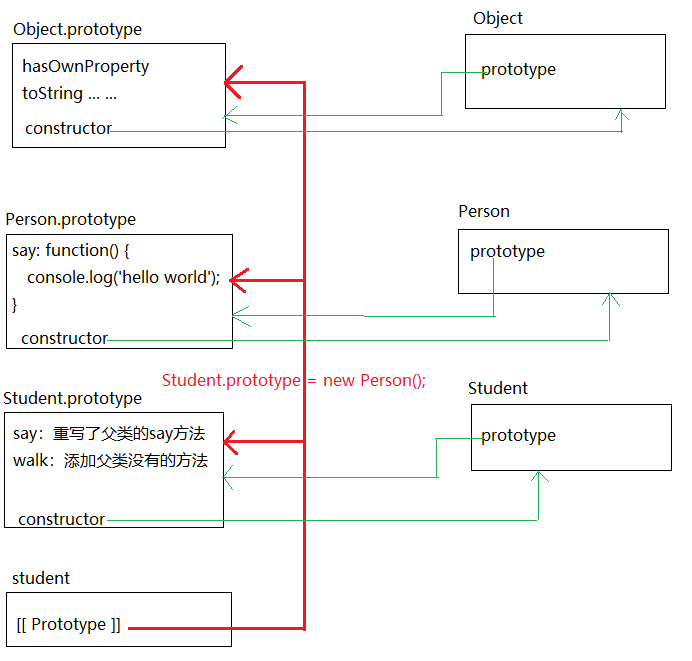 Object.prototype
hasOwnProperty
toString ... ...
constructor
Object
prototype
Person.prototype
say: function() {
console.log('hello world');
}
constructor
Person
prototype
Student.prototype = new Person();
Student.prototype
say：重写了父类的say方法
walk：添加父类没有的方法
constructor
Student
prototype
student
[[ Prototype ]]